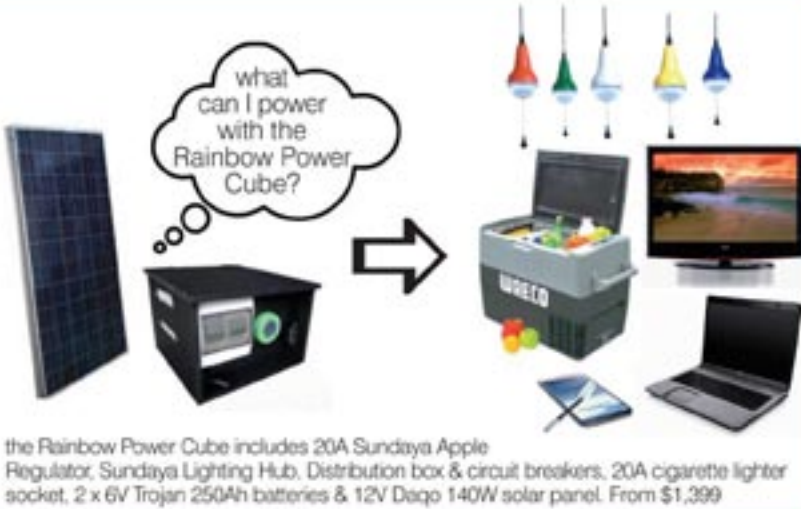 what
can I power
with the
Rainbow Power
Cube?
WAECO
the Rainbow Power Cube includes 20A Sundaya Apple
Regulator, Sundaya Lighting Hub, Distribution box & circuit breakers, 20A cigarette lighter
socket, 2 x 6V Trojan 250Ah batteries & 12V Daqo 140W solar panel. From $1,399